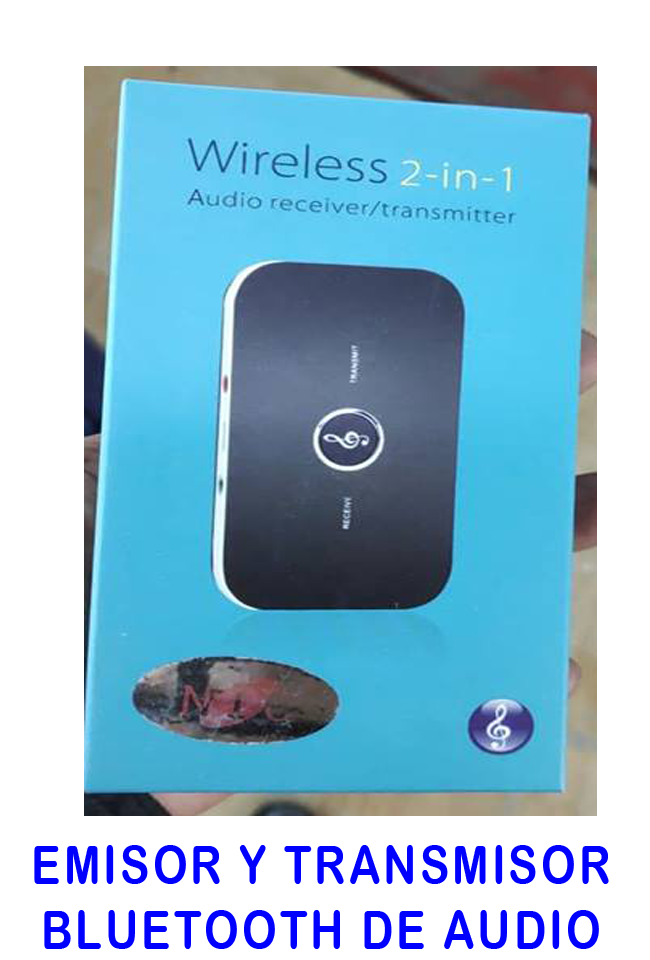 Wireless 2-in-1
Audio receiver/transmitter
TRANSMIT
RECEIVE
EMISOR Y TRANSMISOR
BLUETOOTH DE AUDIO